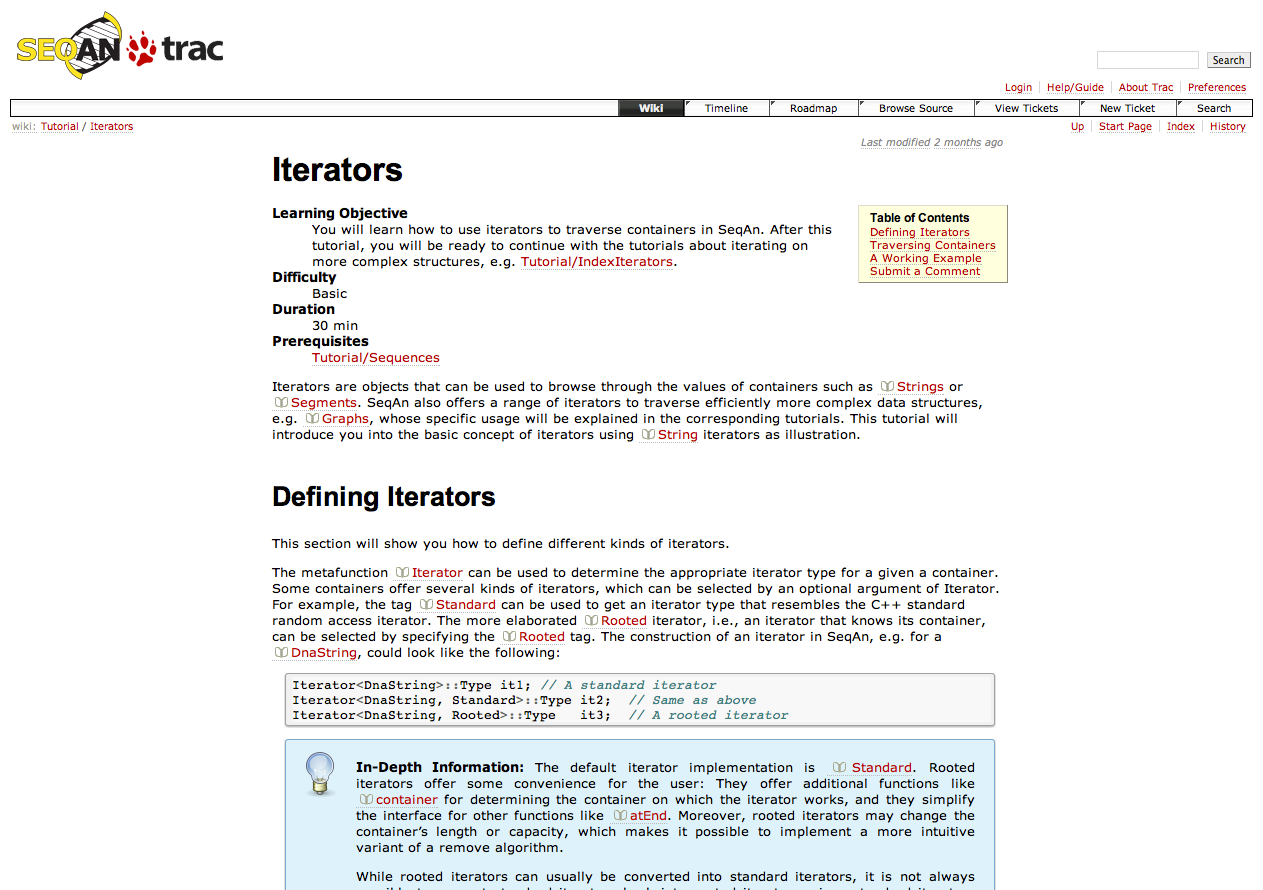 SEQAN trac
Search
Login Help/Guide About Trac Preferences
Wiki Timeline Roadmap Browse Source View Tickets New Ticket Search
wiki: Tutorial / Iterators
Up Start Page Index History
Last modified 2 months ago
Iterators
Learning Objective
You will learn how to use iterators to traverse containers in SeqAn. After this
tutorial, you will be ready to continue with the tutorials about iterating on
more complex structures, e.g. Tutorial/IndexIterators.
Difficulty
Basic
Duration
30 min
Prerequisites
Tutorial/Sequences
Table of Contents
Defining Iterators
Traversing Containers
A Working Example
Submit a Comment
Iterators are objects that can be used to browse through the values of containers such as Strings or
Segments. SeqAn also offers a range of iterators to traverse efficiently more complex data structures,
e.g. Graphs, whose specific usage will be explained in the corresponding tutorials. This tutorial will
introduce you into the basic concept of iterators using String iterators as illustration.
Defining Iterators
This section will show you how to define different kinds of iterators.
The metafunction Iterator can be used to determine the appropriate iterator type for a given a container.
Some containers offer several kinds of iterators, which can be selected by an optional argument of Iterator.
For example, the tag Standard can be used to get an iterator type that resembles the C++ standard
random access iterator. The more elaborated Rooted iterator, i.e., an iterator that knows its container,
can be selected by specifying the Rooted tag. The construction of an iterator in SeqAn, e.g. for a
DnaString, could look like the following:
Iterator<DnaString>::Type it1; // A standard iterator
Iterator<DnaString, Standard>::Type it2; // Same as above
Iterator<DnaString, Rooted>::Type it3; // A rooted iterator
In-Depth Information: The default iterator implementation is Standard. Rooted
iterators offer some convenience for the user: They offer additional functions like
container for determining the container on which the iterator works, and they simplify
the interface for other functions like atEnd. Moreover, rooted iterators may change the
container's length or capacity, which makes it possible to implement a more intuitive
variant of a remove algorithm.
While rooted iterators can usually be converted into standard iterators, it is not always